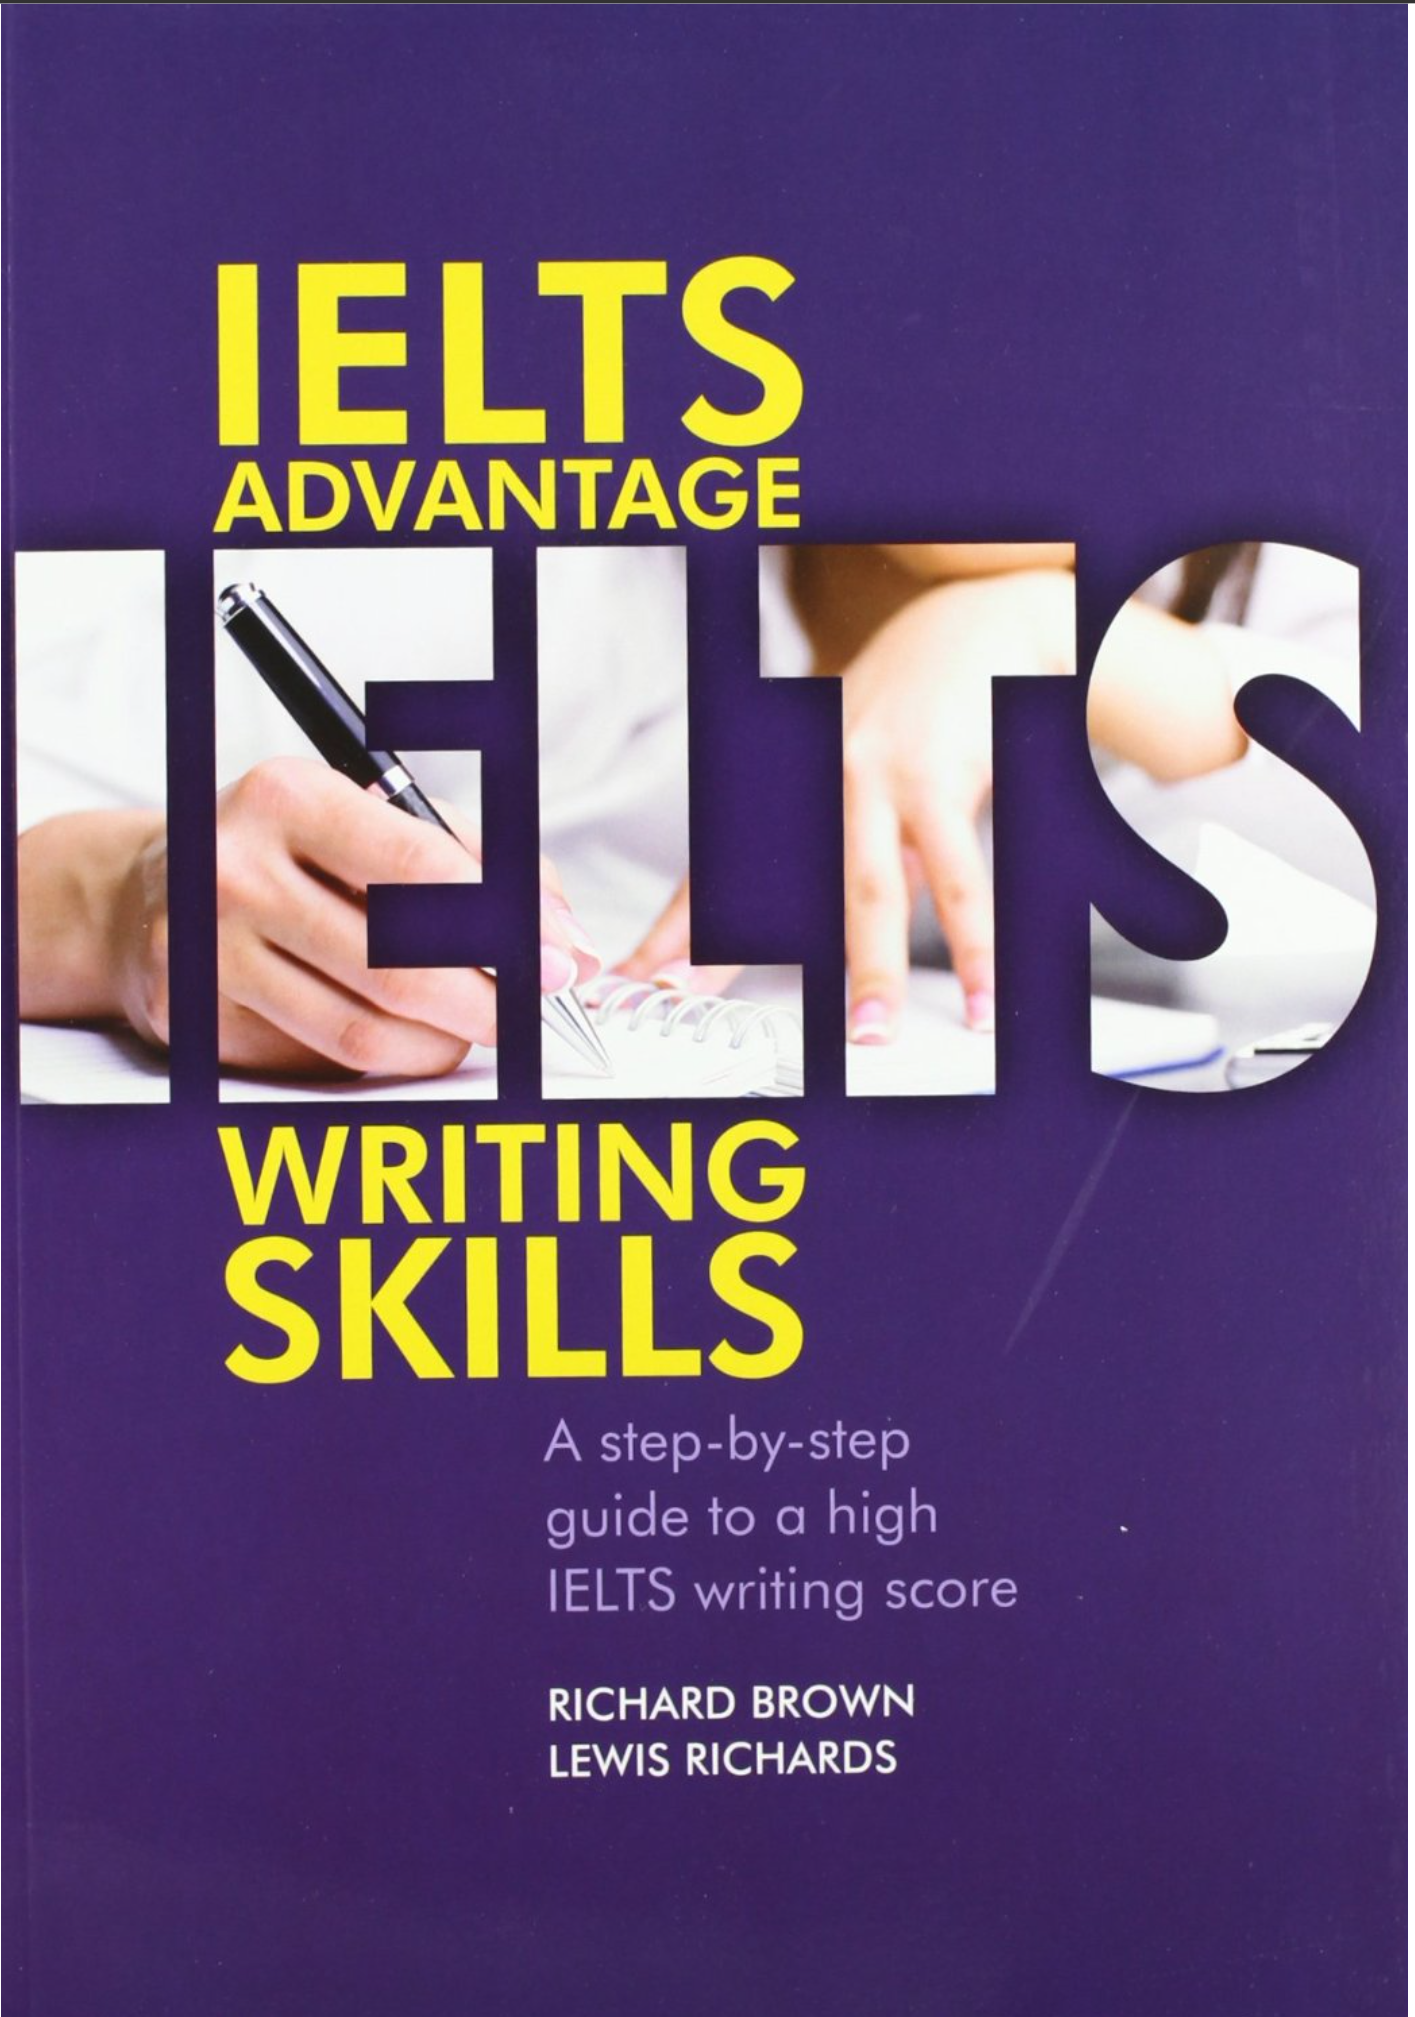 IELTS
ADVANTAGE
IELTS
WRITING
SKILLS
A step-by-step
guide to a high
IELTS writing score
RICHARD BROWN
LEWIS RICHARDS